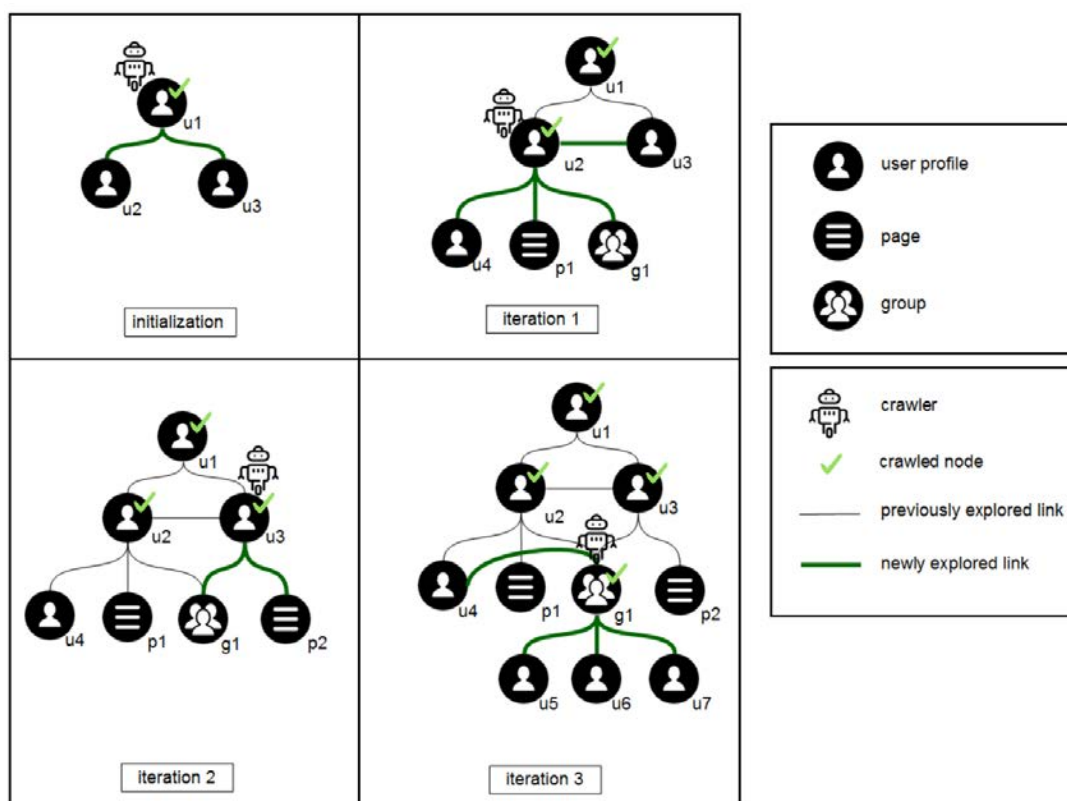 u1
u2
u3
initialization
u1
u2
u3
u4
p1
g1
iteration 1
u1
u2
u3
u4
p1
g1
p2
iteration 2
u1
u2
u3
u4
p1
g1
p2
u5
u6
u7
iteration 3
user profile
page
group
crawler
crawled node
previously explored link
newly explored link